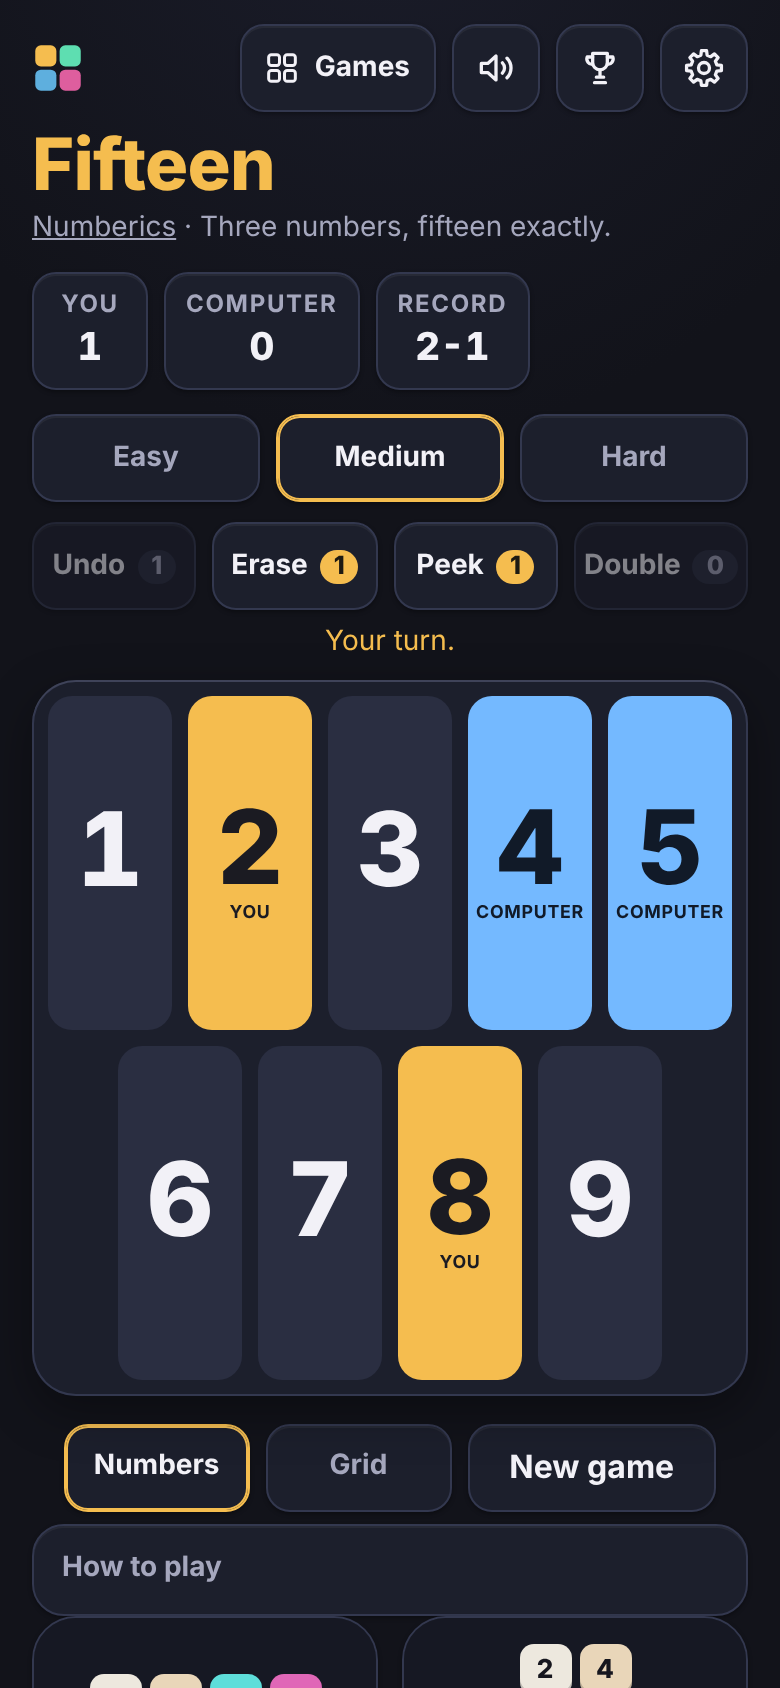 Games
Fifteen
Numberics · Three numbers, fifteen exactly.
YOU COMPUTER RECORD
1 0 2-1
Easy Medium Hard
Undo 1 Erase 1 Peek 1 Double 0
Your turn.
1 2 3 4 5
YOU COMPUTER COMPUTER
6 7 8 9
YOU
Numbers Grid New game
How to play
2 4